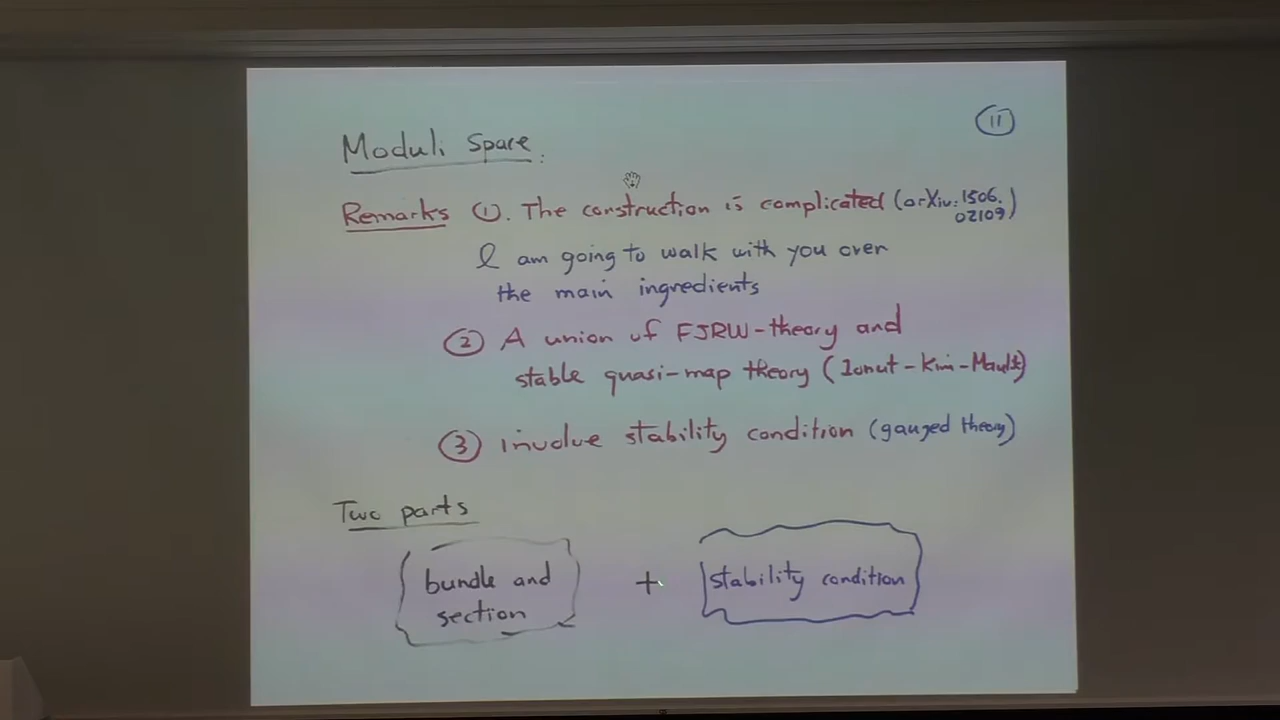 11
Moduli Space.
Remarks ①. The construction is complicated (arXiv:1506.
02109)
I am going to walk with you over
the main ingredients
② A union of FJRW-theory and
stable quasi-map theory (Ionut-Kim-Maulik)
③ involve stability condition (gauged theory)
Two parts
bundle and + stability condition
section